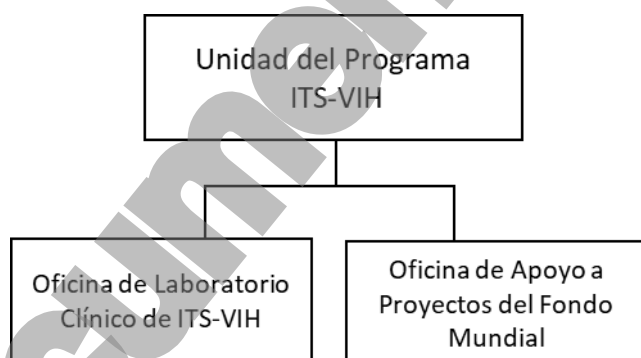 Unidad del Programa
ITS-VIH
Oficina de Laboratorio
Clínico de ITS-VIH
Oficina de Apoyo a
Proyectos del Fondo
Mundial